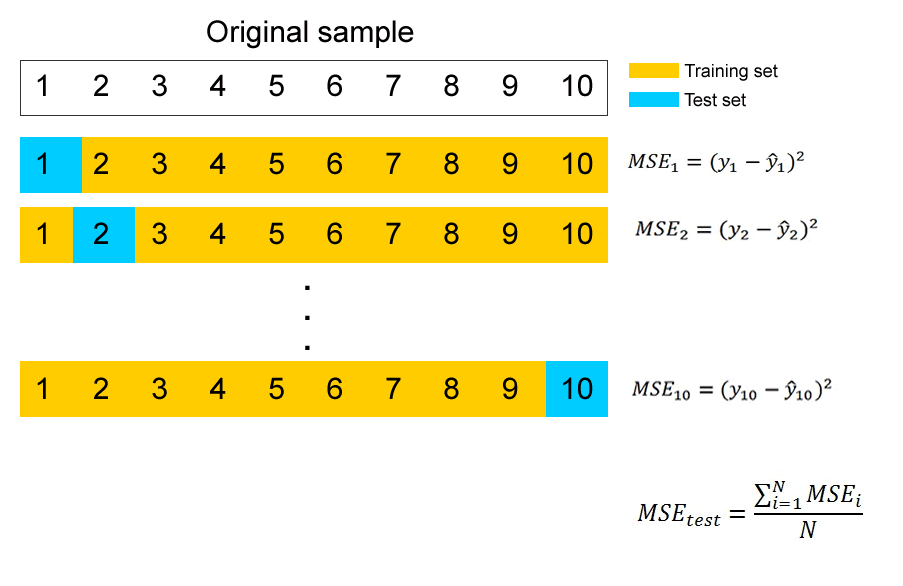 Original sample
1 2 3 4 5 6 7 8 9 10
Training set
Test set
1 2 3 4 5 6 7 8 9 10
MSE₁ = (y₁ − ŷ₁)²
1 2 3 4 5 6 7 8 9 10
MSE₂ = (y₂ − ŷ₂)²
.
.
.
1 2 3 4 5 6 7 8 9 10
MSE₁₀ = (y₁₀ − ŷ₁₀)²
MSE_test = ∑_{i=1}^{N} MSE_i / N